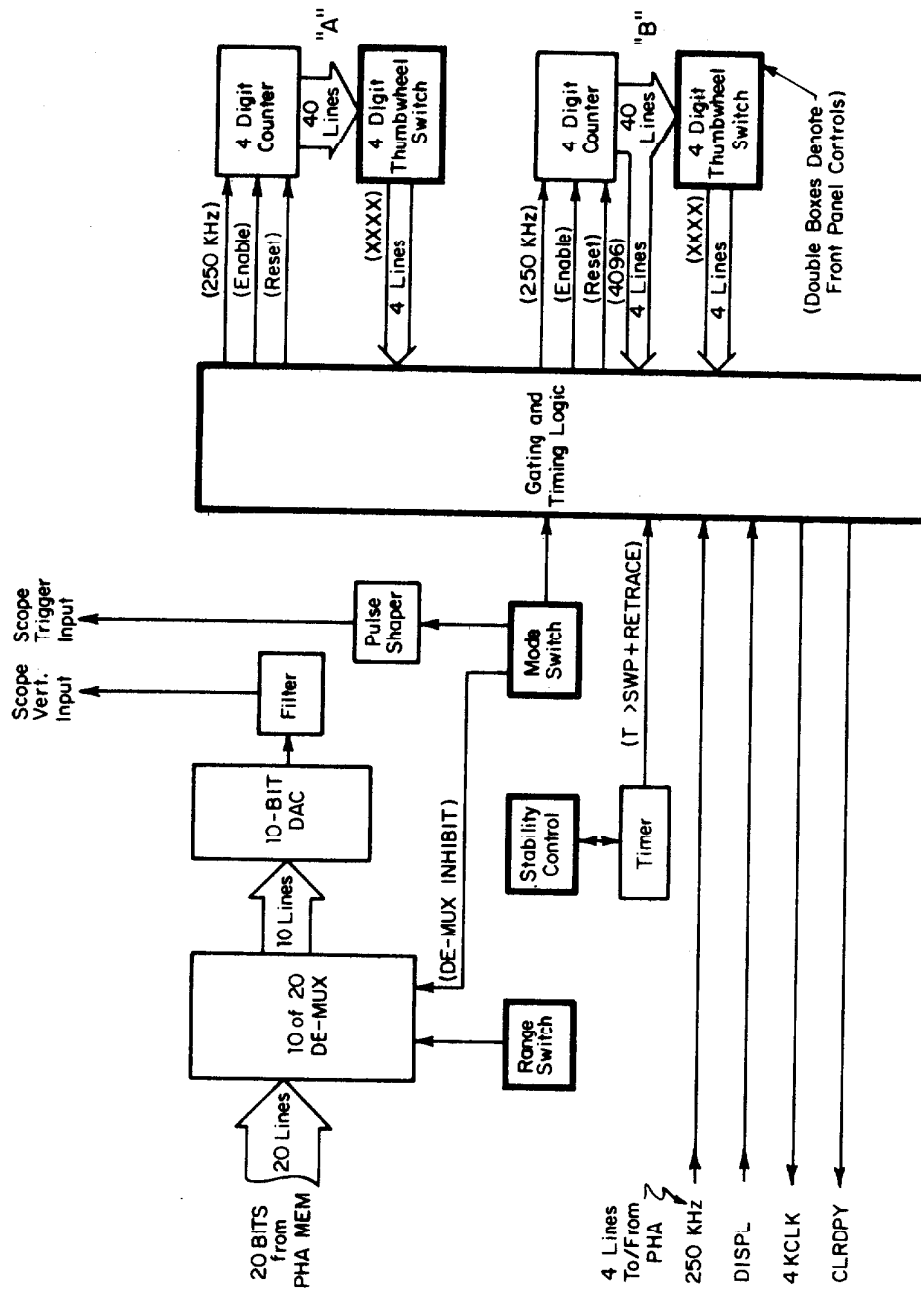 20 BITS
from
PHA MEM
20 Lines
10 of 20
DE-MUX
10 Lines
10-BIT
DAC
Filter
Scope
Vert.
Input
Scope
Trigger
Input
Pulse
Shaper
Range
Switch
(DE-MUX INHIBIT)
Mode
Switch
Stability
Control
Timer
(T >SWP+RETRACE)
4 Lines
To/From
PHA
250 KHz
DISPL
4 KCLK
CLRDPY
Gating and
Timing Logic
(250 KHz)
(Enable)
(Reset)
4 Digit
Counter
40
Lines
"A"
4 Digit
Thumbwheel
Switch
(XXXX)
4 Lines
(250 KHz)
(Enable)
(Reset)
(4096)
4 Lines
4 Digit
Counter
40
Lines
"B"
4 Digit
Thumbwheel
Switch
(XXXX)
4 Lines
(Double Boxes Denote
Front Panel Controls)